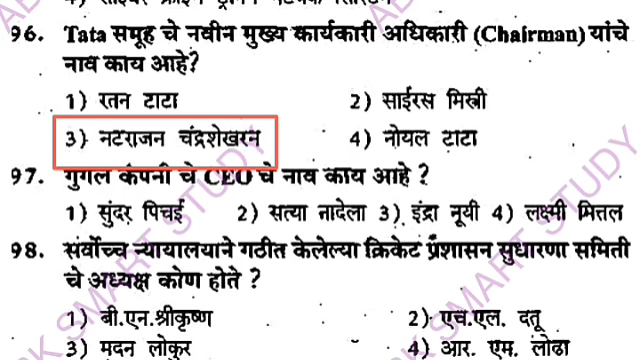 96. Tata समूह चे नवीन मुख्य कार्यकारी अधिकारी (Chairman) यांचे
नाव काय आहे?
1) रतन टाटा 2) साईरस मिस्त्री
3) नटराजन चंद्रशेखरन 4) नोयल टाटा
97. गुगल कंपनी चे CEO चे नाव काय आहे ?
1) सुंदर पिचई 2) सत्या नादेला 3) इंद्रा नूयी 4) लक्ष्मी मित्तल
98. सर्वोच्च न्यायालयाने गठीत केलेल्या क्रिकेट प्रशासन सुधारणा समिती
चे अध्यक्ष कोण होते ?
1) बी.एन.श्रीकृष्ण 2) एच.एल. दतू
3) मदन लोकुर 4) आर. एम. लोढा